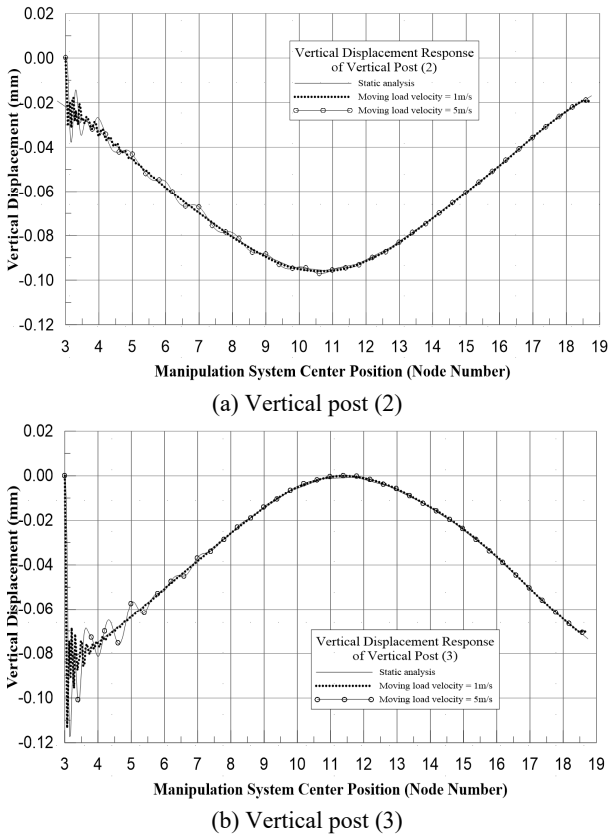 0.02
0.00
-0.02
-0.04
-0.06
-0.08
-0.10
-0.12
Vertical Displacement (mm)
Vertical Displacement Response
of Vertical Post (2)
Static analysis
Moving load velocity = 1m/s
Moving load velocity = 5m/s
3 4 5 6 7 8 9 10 11 12 13 14 15 16 17 18 19
Manipulation System Center Position (Node Number)
(a) Vertical post (2)
0.02
0.00
-0.02
-0.04
-0.06
-0.08
-0.10
-0.12
Vertical Displacement (mm)
Vertical Displacement Response
of Vertical Post (3)
Static analysis
Moving load velocity = 1m/s
Moving load velocity = 5m/s
3 4 5 6 7 8 9 10 11 12 13 14 15 16 17 18 19
Manipulation System Center Position (Node Number)
(b) Vertical post (3)